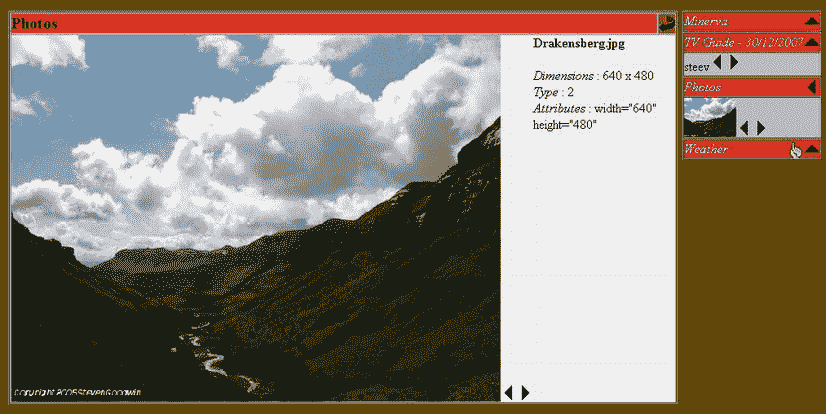 Photos
Drakensberg.jpg
Dimensions : 640 x 480
Type : 2
Attributes : width="640"
height="480"
copyright 2005StevenGoodwin
Minerva
TV Guide - 30/12/2007
steev
Photos
Weather